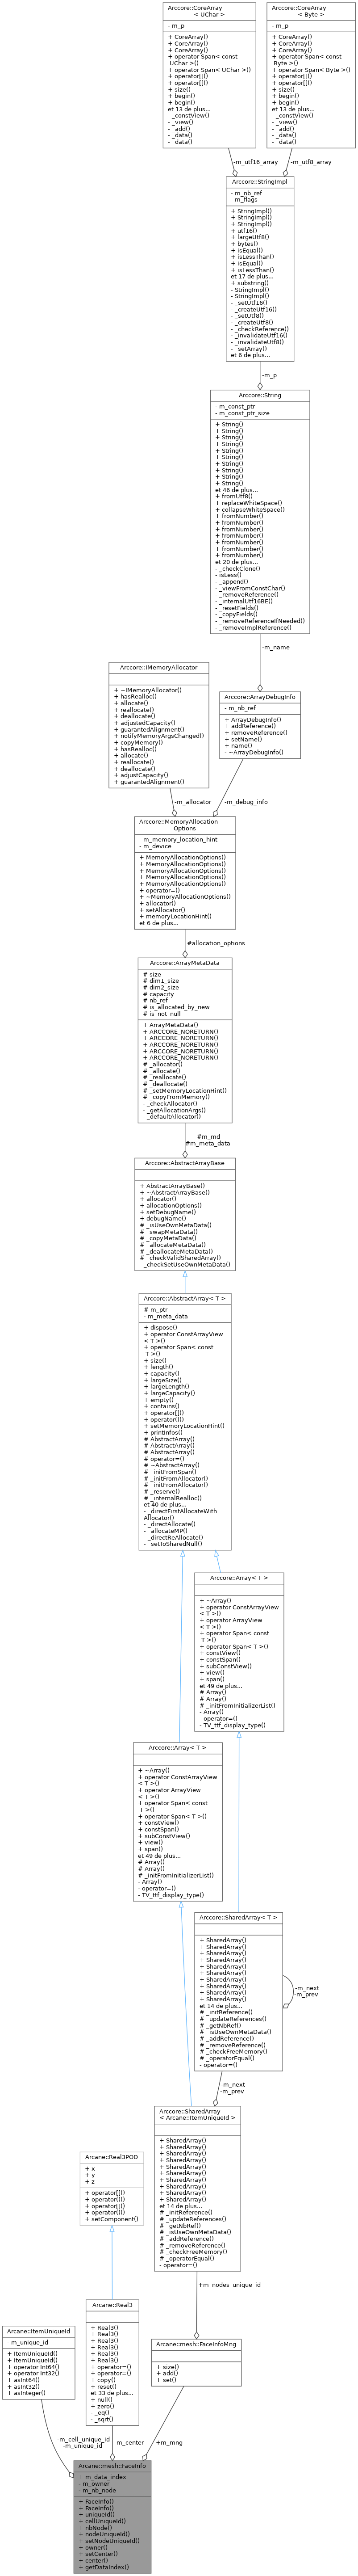 Arccore::CoreArray
< UChar >
- m_p
+ CoreArray()
+ CoreArray()
+ CoreArray()
+ operator Span< const
 UChar >()
+ operator Span< UChar >()
+ operator[]()
+ operator[]()
+ size()
+ begin()
+ begin()
et 13 de plus...
- _constView()
- _view()
- _add()
- _data()
- _data()
Arccore::CoreArray
< Byte >
- m_p
+ CoreArray()
+ CoreArray()
+ CoreArray()
+ operator Span< const
 Byte >()
+ operator Span< Byte >()
+ operator[]()
+ operator[]()
+ size()
+ begin()
+ begin()
et 13 de plus...
- _constView()
- _view()
- _add()
- _data()
- _data()
-m_utf16_array
-m_utf8_array
Arccore::StringImpl
- m_nb_ref
- m_flags
+ StringImpl()
+ StringImpl()
+ StringImpl()
+ utf16()
+ largeUtf8()
+ bytes()
+ isEqual()
+ isLessThan()
+ isEqual()
+ isLessThan()
et 17 de plus...
+ substring()
- StringImpl()
- StringImpl()
- _setUtf16()
- _createUtf16()
- _setUtf8()
- _createUtf8()
- _checkReference()
- _invalidateUtf16()
- _invalidateUtf8()
- _setArray()
et 6 de plus...
-m_p
Arccore::String
- m_const_ptr
- m_const_ptr_size
+ String()
+ String()
+ String()
+ String()
+ String()
+ String()
+ String()
+ String()
+ String()
+ String()
et 46 de plus...
+ fromUtf8()
+ replaceWhiteSpace()
+ collapseWhiteSpace()
+ fromNumber()
+ fromNumber()
+ fromNumber()
+ fromNumber()
+ fromNumber()
+ fromNumber()
+ fromNumber()
et 20 de plus...
- _checkClone()
- isLess()
- _append()
- _viewFromConstChar()
- _removeReference()
- _internalUtf16BE()
- _resetFields()
- _copyFields()
- _removeReferenceIfNeeded()
- _removeImplReference()
-m_name
Arccore::IMemoryAllocator
+ ~IMemoryAllocator()
+ hasRealloc()
+ allocate()
+ reallocate()
+ deallocate()
+ adjustedCapacity()
+ guarantedAlignment()
+ notifyMemoryArgsChanged()
+ copyMemory()
+ hasRealloc()
+ allocate()
+ reallocate()
+ deallocate()
+ adjustCapacity()
+ guarantedAlignment()
Arccore::ArrayDebugInfo
- m_nb_ref
+ ArrayDebugInfo()
+ addReference()
+ removeReference()
+ setName()
+ name()
- ~ArrayDebugInfo()
-m_allocator
-m_debug_info
Arccore::MemoryAllocation
Options
- m_memory_location_hint
- m_device
+ MemoryAllocationOptions()
+ MemoryAllocationOptions()
+ MemoryAllocationOptions()
+ MemoryAllocationOptions()
+ MemoryAllocationOptions()
+ operator=()
+ ~MemoryAllocationOptions()
+ allocator()
+ setAllocator()
+ memoryLocationHint()
et 6 de plus...
#allocation_options
Arccore::ArrayMetaData
# size
# dim1_size
# dim2_size
# capacity
# nb_ref
# is_allocated_by_new
# is_not_null
+ ArrayMetaData()
+ ARCCORE_NORETURN()
+ ARCCORE_NORETURN()
+ ARCCORE_NORETURN()
+ ARCCORE_NORETURN()
+ ARCCORE_NORETURN()
# _allocator()
# _allocate()
# _reallocate()
# _deallocate()
# _setMemoryLocationHint()
# _copyFromMemory()
- _checkAllocator()
- _getAllocationArgs()
- _defaultAllocator()
#m_md
#m_meta_data
Arccore::AbstractArrayBase
+ AbstractArrayBase()
+ ~AbstractArrayBase()
+ allocator()
+ allocationOptions()
+ setDebugName()
+ debugName()
# _isUseOwnMetaData()
# _swapMetaData()
# _copyMetaData()
# _allocateMetaData()
# _deallocateMetaData()
# _checkValidSharedArray()
- _checkSetUseOwnMetaData()
Arccore::AbstractArray< T >
# m_ptr
- m_meta_data
+ dispose()
+ operator ConstArrayView
< T >()
+ operator Span< const
 T >()
+ size()
+ length()
+ capacity()
+ largeSize()
+ largeLength()
+ largeCapacity()
+ empty()
+ contains()
+ operator[]()
+ operator()()
+ setMemoryLocationHint()
+ printInfos()
# AbstractArray()
# AbstractArray()
# AbstractArray()
# operator=()
# ~AbstractArray()
# _initFromSpan()
# _initFromAllocator()
# _initFromAllocator()
# _reserve()
# _internalRealloc()
et 40 de plus...
- _directFirstAllocateWith
Allocator()
- _directAllocate()
- _allocateMP()
- _directReAllocate()
- _setToSharedNull()
Arccore::Array< T >
+ ~Array()
+ operator ConstArrayView
< T >()
+ operator ArrayView
< T >()
+ operator Span< const
 T >()
+ operator Span< T >()
+ constView()
+ constSpan()
+ subConstView()
+ view()
+ span()
et 49 de plus...
# Array()
# Array()
# _initFromInitializerList()
- Array()
- operator=()
- TV_ttf_display_type()
Arccore::Array< T >
+ ~Array()
+ operator ConstArrayView
< T >()
+ operator ArrayView
< T >()
+ operator Span< const
 T >()
+ operator Span< T >()
+ constView()
+ constSpan()
+ subConstView()
+ view()
+ span()
et 49 de plus...
# Array()
# Array()
# _initFromInitializerList()
- Array()
- operator=()
- TV_ttf_display_type()
Arccore::SharedArray< T >
+ SharedArray()
+ SharedArray()
+ SharedArray()
+ SharedArray()
+ SharedArray()
+ SharedArray()
+ SharedArray()
+ SharedArray()
+ SharedArray()
+ SharedArray()
et 14 de plus...
# _initReference()
# _updateReferences()
# _getNbRef()
# _isUseOwnMetaData()
# _addReference()
# _removeReference()
# _checkFreeMemory()
# _operatorEqual()
- operator=()
-m_next
-m_prev
-m_next
-m_prev
Arccore::SharedArray
< Arcane::ItemUniqueId >
+ SharedArray()
+ SharedArray()
+ SharedArray()
+ SharedArray()
+ SharedArray()
+ SharedArray()
+ SharedArray()
+ SharedArray()
+ SharedArray()
+ SharedArray()
et 14 de plus...
# _initReference()
# _updateReferences()
# _getNbRef()
# _isUseOwnMetaData()
# _addReference()
# _removeReference()
# _checkFreeMemory()
# _operatorEqual()
- operator=()
Arcane::Real3POD
+ x
+ y
+ z
+ operator[]()
+ operator()()
+ operator[]()
+ operator()()
+ setComponent()
+m_nodes_unique_id
Arcane::ItemUniqueId
- m_unique_id
+ ItemUniqueId()
+ ItemUniqueId()
+ operator Int64()
+ operator Int32()
+ asInt64()
+ asInt32()
+ asInteger()
Arcane::Real3
+ Real3()
+ Real3()
+ Real3()
+ Real3()
+ Real3()
+ Real3()
+ operator=()
+ operator=()
+ copy()
+ reset()
et 33 de plus...
+ null()
+ zero()
- _eq()
- _sqrt()
Arcane::mesh::FaceInfoMng
+ size()
+ add()
+ set()
-m_cell_unique_id
-m_unique_id
-m_center
+m_mng
Arcane::mesh::FaceInfo
+ m_data_index
- m_owner
- m_nb_node
+ FaceInfo()
+ FaceInfo()
+ uniqueId()
+ cellUniqueId()
+ nbNode()
+ nodeUniqueId()
+ setNodeUniqueId()
+ owner()
+ setCenter()
+ center()
+ getDataIndex()